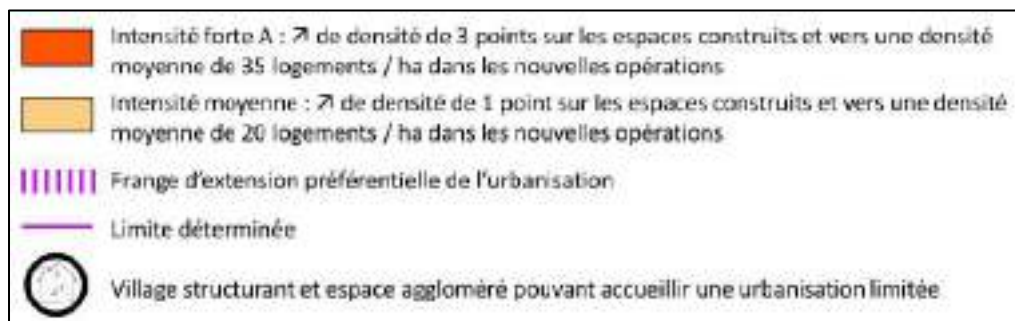 Intensité forte A : ↗ de densité de 3 points sur les espaces construits et vers une densité
moyenne de 35 logements / ha dans les nouvelles opérations
Intensité moyenne : ↗ de densité de 1 point sur les espaces construits et vers une densité
moyenne de 20 logements / ha dans les nouvelles opérations
Frange d'extension préférentielle de l'urbanisation
Limite déterminée
Village structurant et espace aggloméré pouvant accueillir une urbanisation limitée